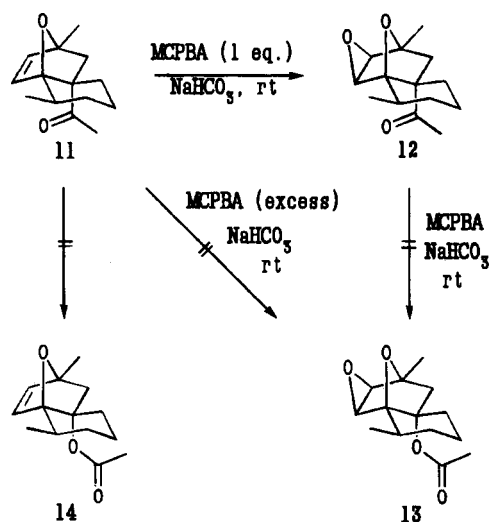 O
O
11
MCPBA (1 eq.)
NaHCO3, rt
O
O
O
12
MCPBA (excess)
NaHCO3
rt
MCPBA
NaHCO3
rt
O
O
O
14
O
O
O
O
13